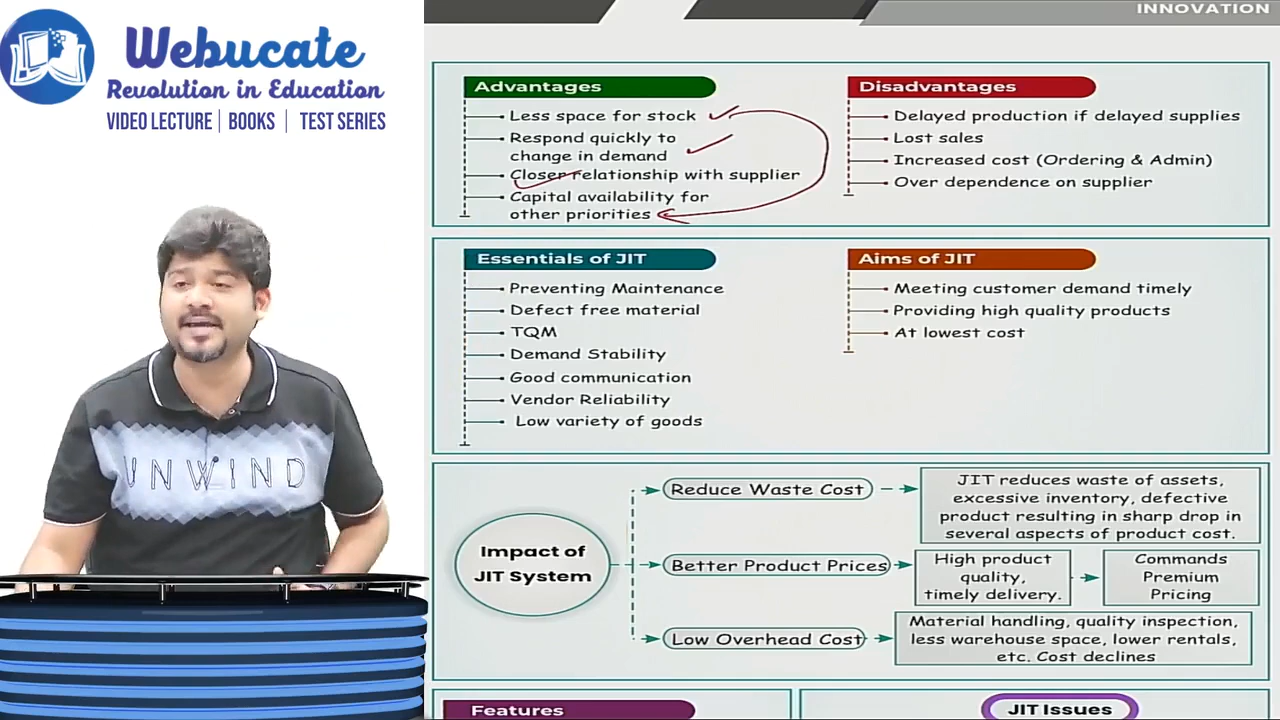 Webucate
Revolution in Education
VIDEO LECTURE | BOOKS | TEST SERIES
UNWIND
INNOVATION
Advantages
Less space for stock
Respond quickly to
change in demand
Closer relationship with supplier
Capital availability for
other priorities
Disadvantages
Delayed production if delayed supplies
Lost sales
Increased cost (Ordering & Admin)
Over dependence on supplier
Essentials of JIT
Preventing Maintenance
Defect free material
TQM
Demand Stability
Good communication
Vendor Reliability
Low variety of goods
Aims of JIT
Meeting customer demand timely
Providing high quality products
At lowest cost
Impact of
JIT System
Reduce Waste Cost
JIT reduces waste of assets,
excessive inventory, defective
product resulting in sharp drop in
several aspects of product cost.
Better Product Prices
High product
quality,
timely delivery.
Commands
Premium
Pricing
Low Overhead Cost
Material handling, quality inspection,
less warehouse space, lower rentals,
etc. Cost declines
Features
JIT Issues